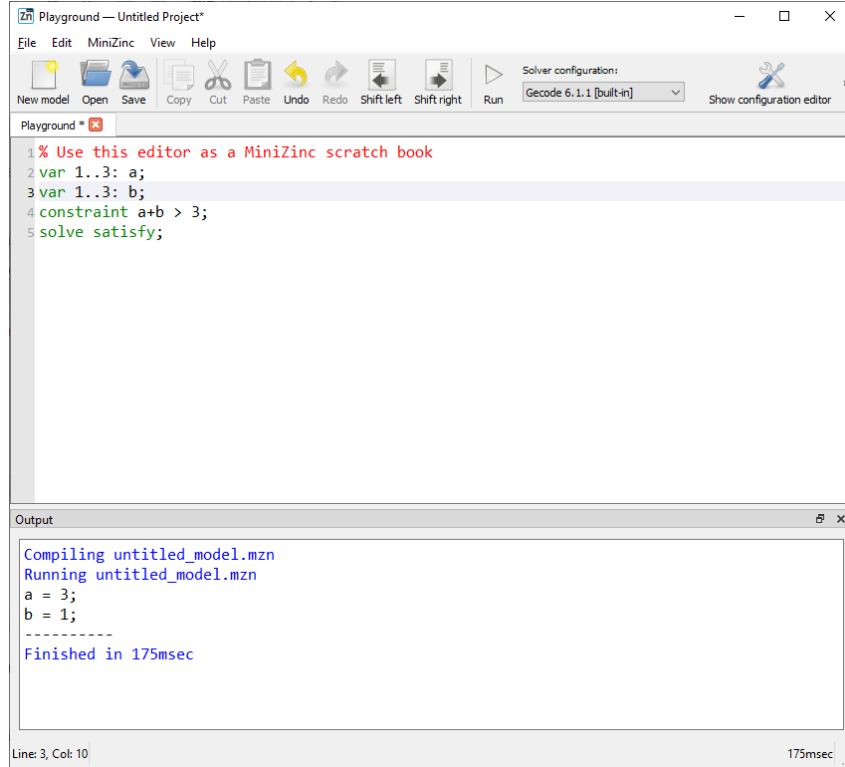 Zn Playground — Untitled Project*
File Edit MiniZinc View Help
New model Open Save Copy Cut Paste Undo Redo Shift left Shift right Run Solver configuration: Gecode 6.1.1 [built-in] Show configuration editor
Playground *
1 % Use this editor as a MiniZinc scratch book
2 var 1..3: a;
3 var 1..3: b;
4 constraint a+b > 3;
5 solve satisfy;
Output
Compiling untitled_model.mzn
Running untitled_model.mzn
a = 3;
b = 1;
----------
Finished in 175msec
Line: 3, Col: 10 175msec